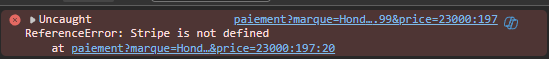 Uncaught paiement?marque=Hond….99&price=23000:197
ReferenceError: Stripe is not defined
at paiement?marque=Hond…&price=23000:197:20